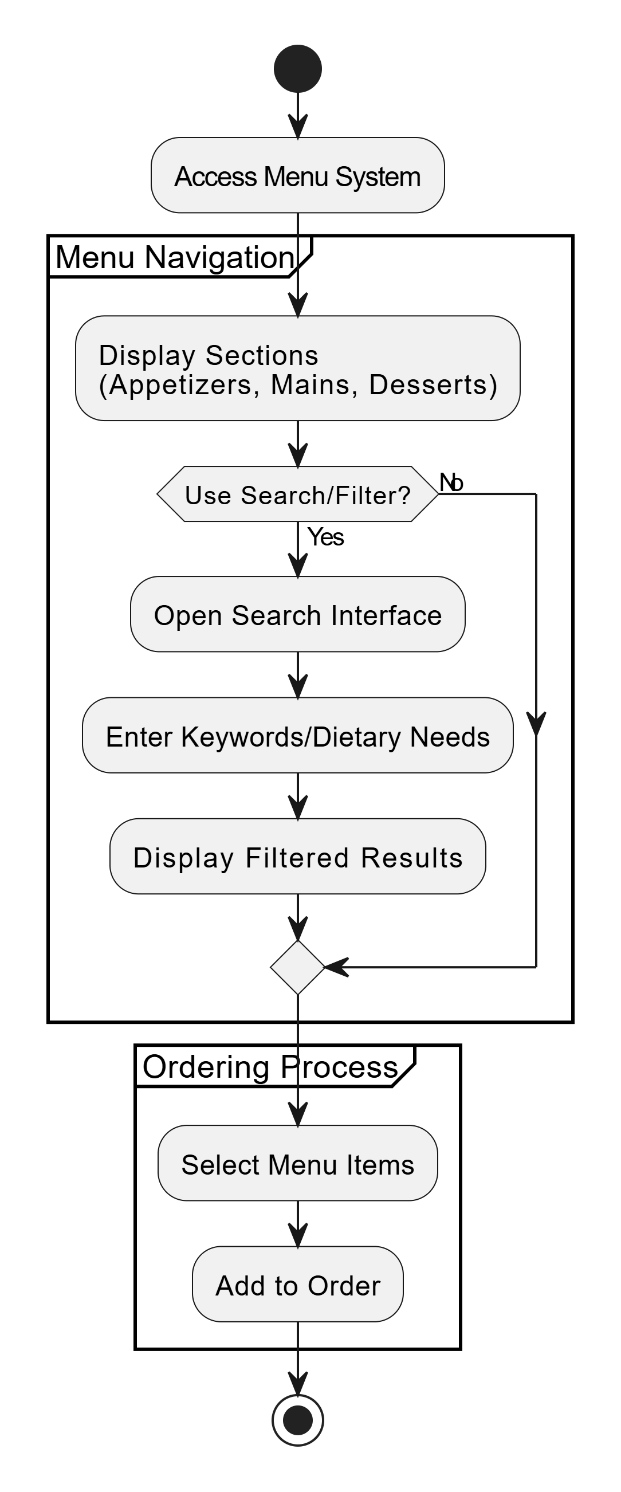 Access Menu System
Menu Navigation
Display Sections
(Appetizers, Mains, Desserts)
Use Search/Filter?
No
Yes
Open Search Interface
Enter Keywords/Dietary Needs
Display Filtered Results
Ordering Process
Select Menu Items
Add to Order